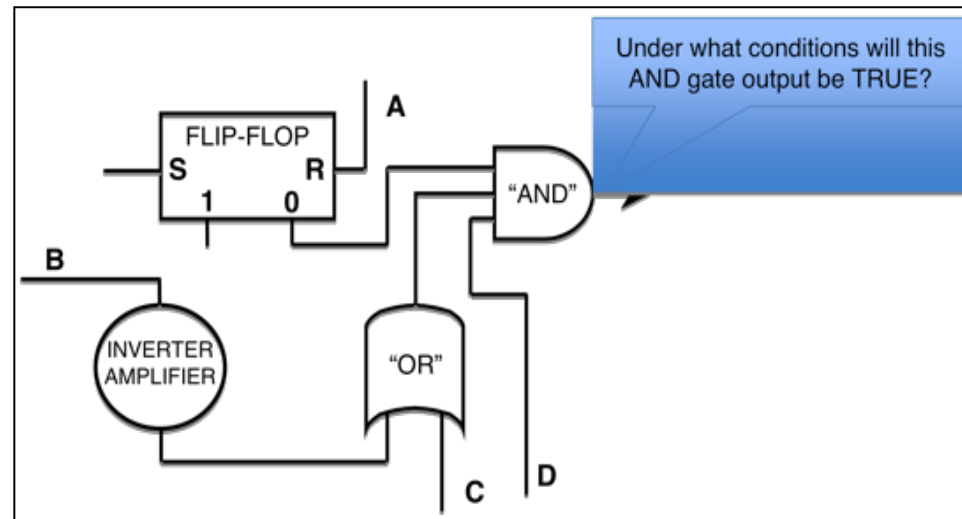 Under what conditions will this
AND gate output be TRUE?
A
FLIP-FLOP
S R
1 0
"AND"
B
INVERTER
AMPLIFIER
"OR"
C
D